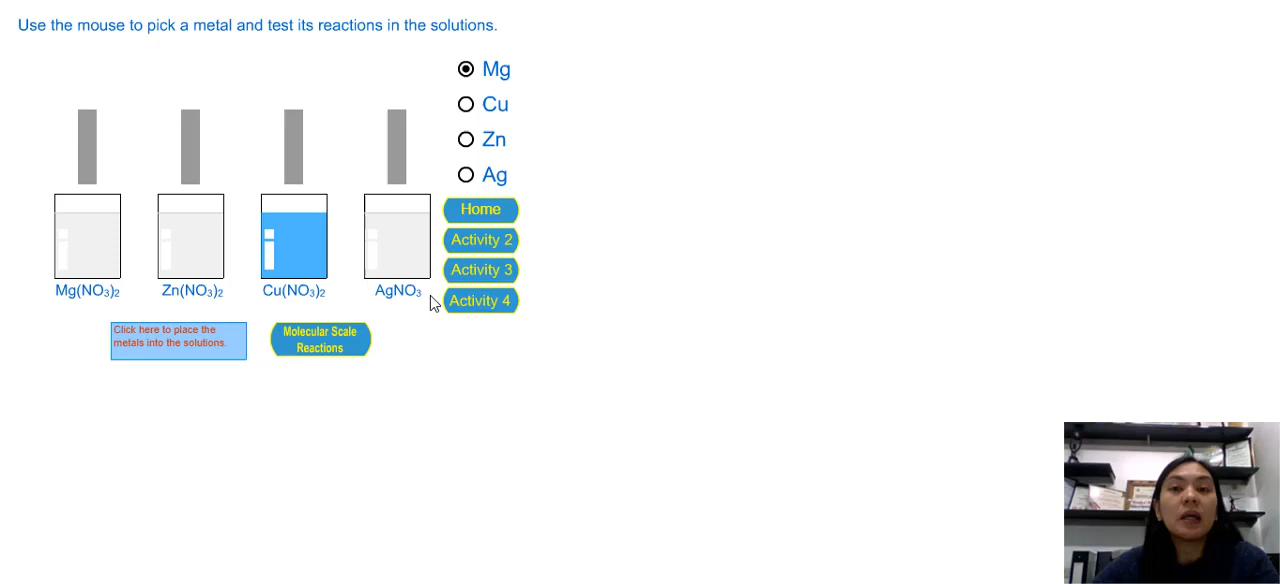 Use the mouse to pick a metal and test its reactions in the solutions.
Mg
Cu
Zn
Ag
Home
Activity 2
Activity 3
Activity 4
Mg(NO₃)₂
Zn(NO₃)₂
Cu(NO₃)₂
AgNO₃
Click here to place the
metals into the solutions.
Molecular Scale
Reactions